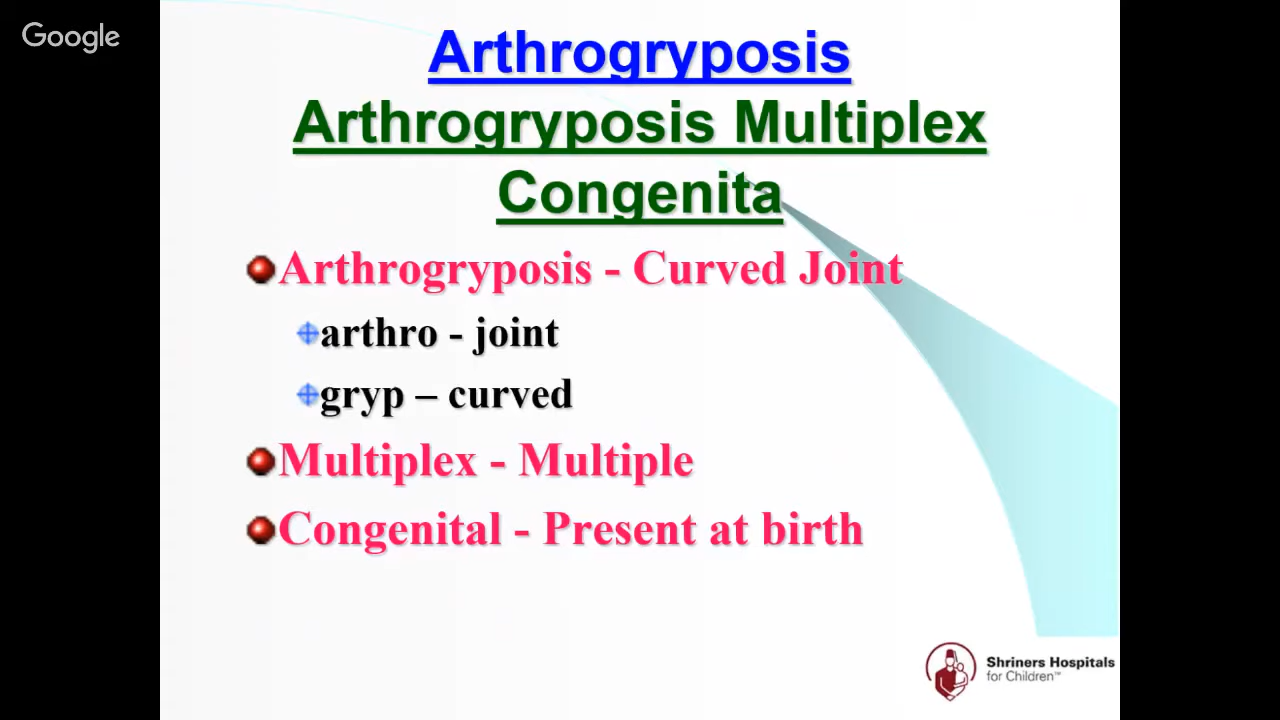 Google
Arthrogryposis
Arthrogryposis Multiplex
Congenita
Arthrogryposis - Curved Joint
arthro - joint
gryp – curved
Multiplex - Multiple
Congenital - Present at birth
Shriners Hospitals
for Children™